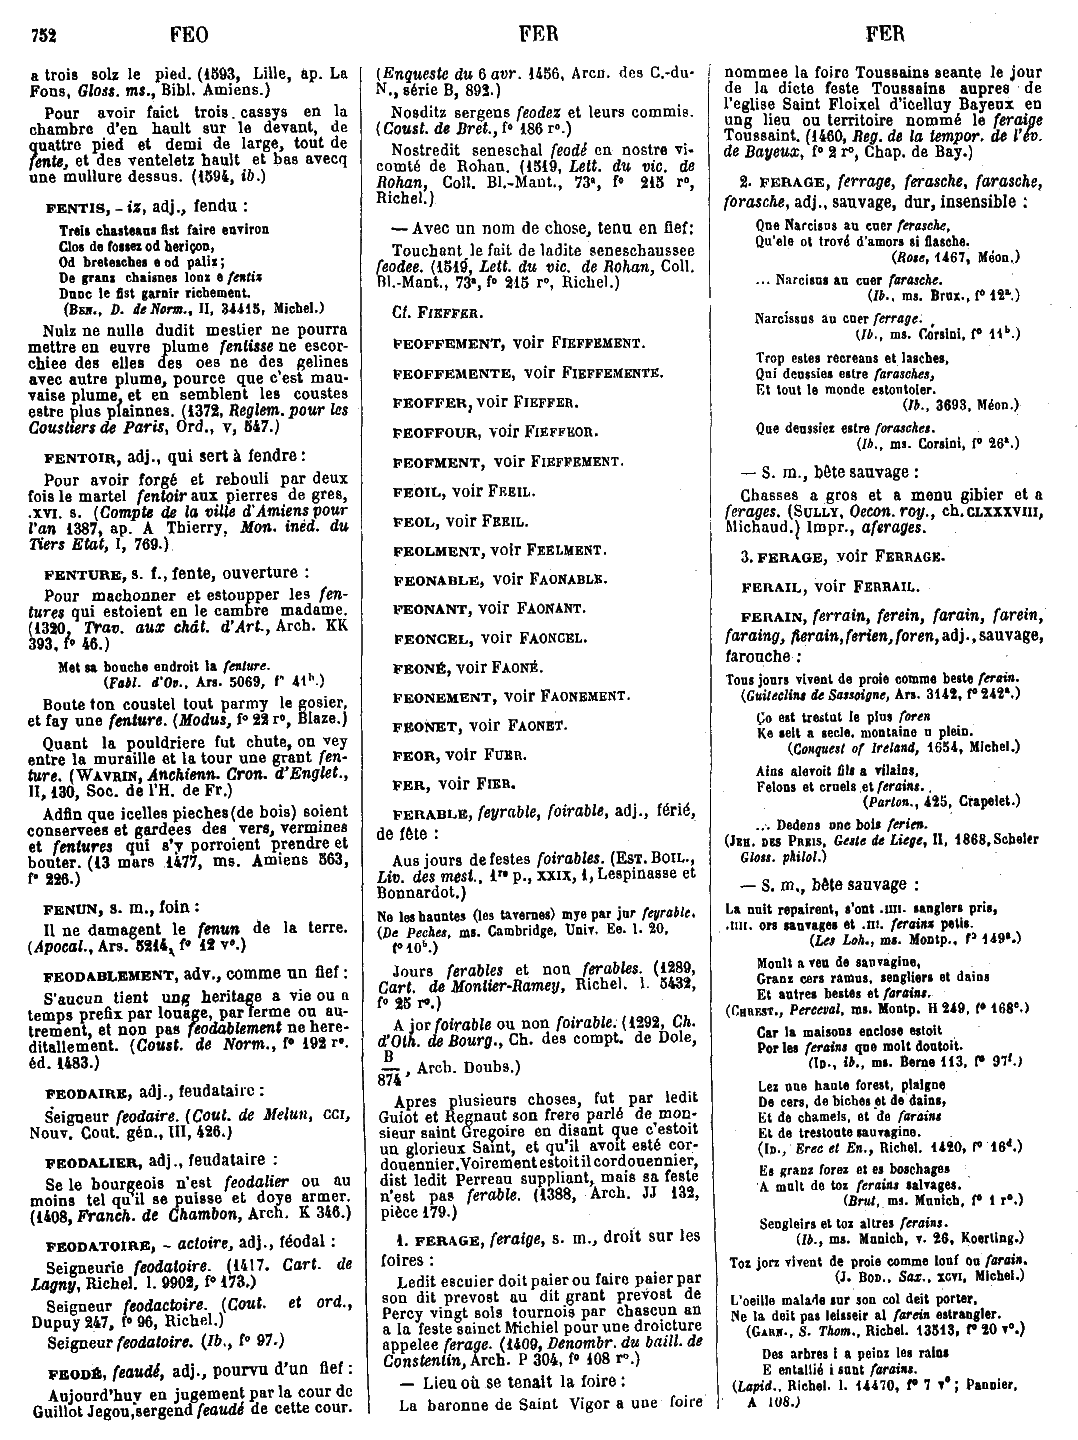 752 FEO FER FER
a trois solz le pied. (1593, Lille, ap. La
Fons, Gloss. ms., Bibl. Amiens.)
Pour avoir faict trois cassys en la
chambre d'en hault sur le devant, de
quattre pied et demi de large, tout de
fente, et des venteletz hault et bas avecq
une mullure dessus. (1594, ib.)
FENTIS, - iz, adj., fendu :
Treis chasteaus fist faire environ
Clos de fossez od heriçon,
Od bretesches e od paliz;
De granz chaisnes lonz e fentiz
Dunc le fist garnir richement.
(BEN., D. de Norm., II, 34415, Michel.)
Nulz ne nulle dudit mestier ne pourra
mettre en euvre plume fentisse ne escor-
chiee des elles des oes ne des gelines
avec autre plume, pource que c'est mau-
vaise plume, et en semblent les coustes
estre plus plainnes. (1372, Reglem. pour les
Coustiers de Paris, Ord., v, 547.)
FENTOIR, adj., qui sert à fendre :
Pour avoir forgé et rebouli par deux
fois le martel fentoir aux pierres de gres,
.XVI. s. (Compte de la ville d'Amiens pour
l'an 1387, ap. A Thierry, Mon. inéd. du
Tiers Etat, I, 769.)
FENTURE, s. f., fente, ouverture :
Pour machonner et estoupper les fen-
tures qui estoient en le cambre madame.
(1320, Trav. aux chât. d'Art., Arch. KK
393, f° 46.)
Met sa bouche endroit la fenture.
(Fabl. d'Ov., Ars. 5069, f° 41ᵇ.)
Boute ton coustel tout parmy le gosier,
et fay une fenture. (Modus, f° 22 r°, Blaze.)
Quant la pouldriere fut chute, on vey
entre la muraille et la tour une grant fen-
ture. (WAVRIN, Anchienn. Cron. d'Englet.,
II, 130, Soc. de l'H. de Fr.)
Adfin que icelles pieches (de bois) soient
conservees et gardees des vers, vermines
et fentures qui s'y porroient prendre et
bouter. (13 mars 1477, ms. Amiens 563,
f° 226.)
FENUN, s. m., foin :
Il ne damagent le fenun de la terre.
(Apocal., Ars. 5214, f° 12 v°.)
FEODABLEMENT, adv., comme un fief :
S'aucun tient ung heritage a vie ou a
temps prefix par louage, par ferme ou au-
trement, et non pas feodablement ne here-
ditallement. (Coust. de Norm., f° 192 r°,
éd. 1483.)
FEODAIRE, adj., feudataire :
Seigneur feodaire. (Cout. de Melun, CCI,
Nouv. Cout. gén., III, 426.)
FEODALIER, adj., feudataire :
Se le bourgeois n'est feodalier ou au
moins tel qu'il se puisse et doye armer.
(1408, Franch. de Chambon, Arch. K 346.)
FEODATOIRE, - actoire, adj., féodal :
Seigneurie feodatoire. (1417. Cart. de
Lagny, Richel. l. 9902, f° 173.)
Seigneur feodactoire. (Cout. et ord.,
Dupuy 247, f° 96, Richel.)
Seigneur feodatoire. (Ib., f° 97.)
FEODÉ, feaudé, adj., pourvu d'un fief :
Aujourd'huy en jugement par la cour de
Guillot Jegou, sergend feaudé de cette cour.
(Enqueste du 6 avr. 1456, Arch. des C.-du-
N., série B, 892.)
Nosditz sergens feodez et leurs commis.
(Coust. de Bret., f° 186 r°.)
Nostredit seneschal feodé en nostre vi-
comté de Rohan. (1519, Lett. du vic. de
Rohan, Coll. Bl.-Mant., 73ᵃ, f° 215 r°,
Richel.)
— Avec un nom de chose, tenu en fief :
Touchant le fait de ladite seneschaussee
feodee. (1519, Lett. du vic. de Rohan, Coll.
Bl.-Mant., 73ᵃ, f° 215 r°, Richel.)
Cf. FIEFFER.
FEOFFEMENT, voir FIEFFEMENT.
FEOFFEMENTE, voir FIEFFEMENTE.
FEOFFER, voir FIEFFER.
FEOFFOUR, voir FIEFFEOR.
FEOFMENT, voir FIEFFEMENT.
FEOIL, voir FEEIL.
FEOL, voir FEEIL.
FEOLMENT, voir FEELMENT.
FEONABLE, voir FAONABLE.
FEONANT, voir FAONANT.
FEONCEL, voir FAONCEL.
FEONÉ, voir FAONÉ.
FEONEMENT, voir FAONEMENT.
FEONET, voir FAONET.
FEOR, voir FUER.
FER, voir FIER.
FERABLE, feyrable, foirable, adj., férié,
de fête :
Aus jours de festes foirables. (EST. BOIL.,
Liv. des mest., 1ʳᵉ p., XXIX, 1, Lespinasse et
Bonnardot.)
Ne les hauntes (les tavernes) mye par jur feyrable.
(De Peches, ms. Cambridge, Univ. Ee. l. 20,
f° 10ᵇ.)
Jours ferables et non ferables. (1289,
Cart. de Montier-Ramey, Richel. l. 5432,
f° 25 r°.)
A jor foirable ou non foirable. (1292, Ch.
d'Oth. de Bourg., Ch. des compt. de Dole,
B
874, Arch. Doubs.)
Apres plusieurs choses, fut par ledit
Guiot et Regnaut son frere parlé de mon-
sieur saint Gregoire en disant que c'estoit
un glorieux Saint, et qu'il avoit esté cor-
douennier. Voirement estoit il cordouennier,
dist ledit Perreau suppliant, mais sa feste
n'est pas ferable. (1388, Arch. JJ 132,
pièce 179.)
1. FERAGE, feraige, s. m., droit sur les
foires :
Ledit escuier doit paier ou faire paier par
son dit prevost au dit grant prevost de
Percy vingt sols tournois par chascun an
a la feste sainct Michiel pour une droicture
appelee ferage. (1409, Denombr. du baill. de
Constentin, Arch. P 304, f° 108 r°.)
— Lieu où se tenait la foire :
La baronne de Saint Vigor a une foire
nommee la foire Toussains seante le jour
de la dicte feste Toussains aupres de
l'eglise Saint Floixel d'icelluy Bayeux en
ung lieu ou territoire nommé le feraige
Toussaint. (1460, Reg. de la tempor. de l'ev.
de Bayeux, f° 2 r°, Chap. de Bay.)
2. FERAGE, ferrage, ferasche, farasche,
forasche, adj., sauvage, dur, insensible :
Que Narcisus au cuer ferasche,
Qu'ele ot trové d'amors si flasche.
(Rose, 1467, Méon.)
... Narcisus au cuer farasche.
(Ib., ms. Brux., f° 12ᵃ.)
Narcissus au cuer ferrage.
(Ib., ms. Corsini, f° 11ᵇ.)
Trop estes recreans et lasches,
Qui deussies estre farasches,
Et tout le monde estontoier.
(Ib., 3693, Méon.)
Que deussiez estre forasches.
(Ib., ms. Corsini, f° 26ᵃ.)
— S. m., bête sauvage :
Chasses a gros et a menu gibier et a
ferages. (SULLY, Oecon. roy., ch. CLXXXVIII,
Michaud.) Impr., aferages.
3. FERAGE, voir FERRAGE.
FERAIL, voir FERRAIL.
FERAIN, ferrain, ferein, farain, farein,
faraing, fierain, ferien, foren, adj., sauvage,
farouche :
Tous jours vivent de proie comme beste ferain.
(Guiteclins de Sassoigne, Ars. 3142, f° 242ᵃ.)
Ço est trestut le plus foren
Ke seit a secle, montaine u plein.
(Conquest of Ireland, 1654, Michel.)
Ains alevoit fils a vilains,
Felons et cruels et ferains.
(Parton., 425, Crapelet.)
... Dedens one bois ferien.
(JEH. DES PREIS, Geste de Liege, II, 1868, Scheler
Gloss. philol.)
— S. m., bête sauvage :
La nuit repairent, s'ont .IIII. sanglers pris,
.IIII. ors sauvages et .III. ferains petis.
(Les Loh., ms. Montp., f° 149ᵃ.)
Moult a veu de sauvagine,
Granz cers ramus, sengliers et dains
Et autres bestes et farains.
(CHREST., Perceval, ms. Montp. H 249, f° 168ᶜ.)
Car la maisons enclose estoit
Por les ferains que molt dotoit.
(ID., ib., ms. Berne 113, f° 97ᶠ.)
Lez une haute forest, plaigne
De cers, de biches et de dains,
Et de chamels, et de farains
Et de trestoute sauvagine.
(ID., Erec et En., Richel. 1420, f° 16ᵈ.)
Es granz forez et es boschages
A mult de toz ferains salvages.
(Brut, ms. Munich, f° 1 r°.)
Sengleirs et toz altres ferains.
(Ib., ms. Munich, v. 26, Koerting.)
Toz jorz vivent de proie comme louf ou farain.
(J. BOD., Sax., XCVI, Michel.)
L'oeille malade sur son col deit porter,
Ne la deit pas leisseir al farein estrangler.
(GARN., S. Thom., Richel. 13513, f° 20 v°.)
Des arbres i a peinz les rains
E entallié i sunt farains.
(Lapid., Richel. l. 14470, f° 7 v°; Pannier,
A 108.)